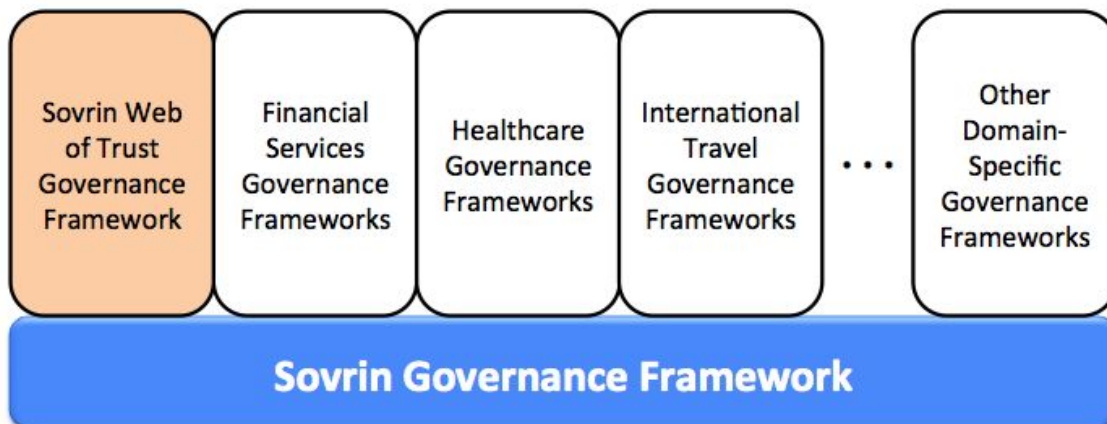 Sovrin Web
of Trust
Governance
Framework
Financial
Services
Governance
Frameworks
Healthcare
Governance
Frameworks
International
Travel
Governance
Frameworks
...
Other
Domain-
Specific
Governance
Frameworks
Sovrin Governance Framework